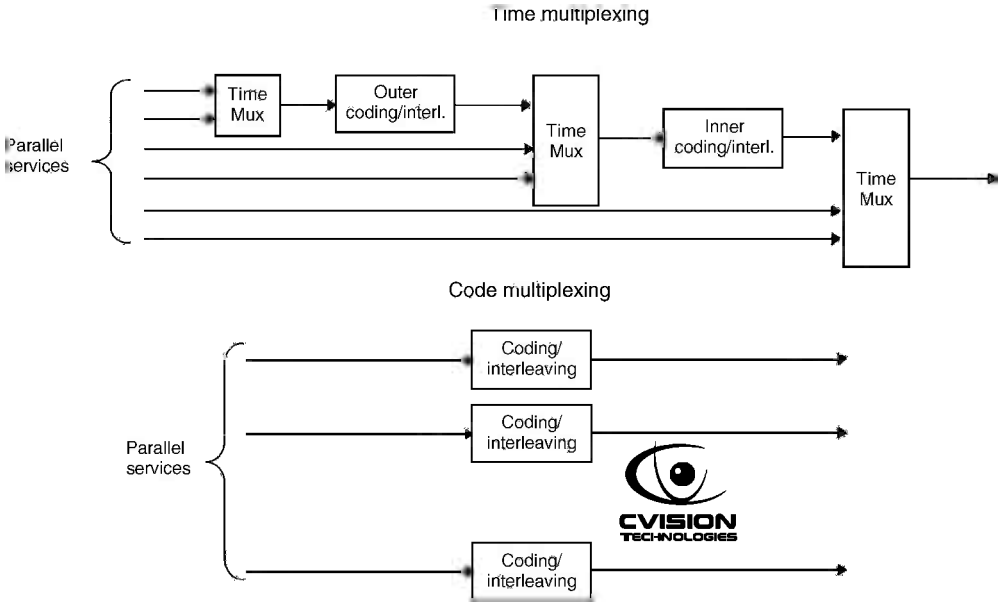 Time multiplexing
Parallel
services
Time
Mux
Outer
coding/interl.
Time
Mux
Inner
coding/interl.
Time
Mux
Code multiplexing
Parallel
services
Coding/
interleaving
Coding/
interleaving
Coding/
interleaving
CVISION
TECHNOLOGIES